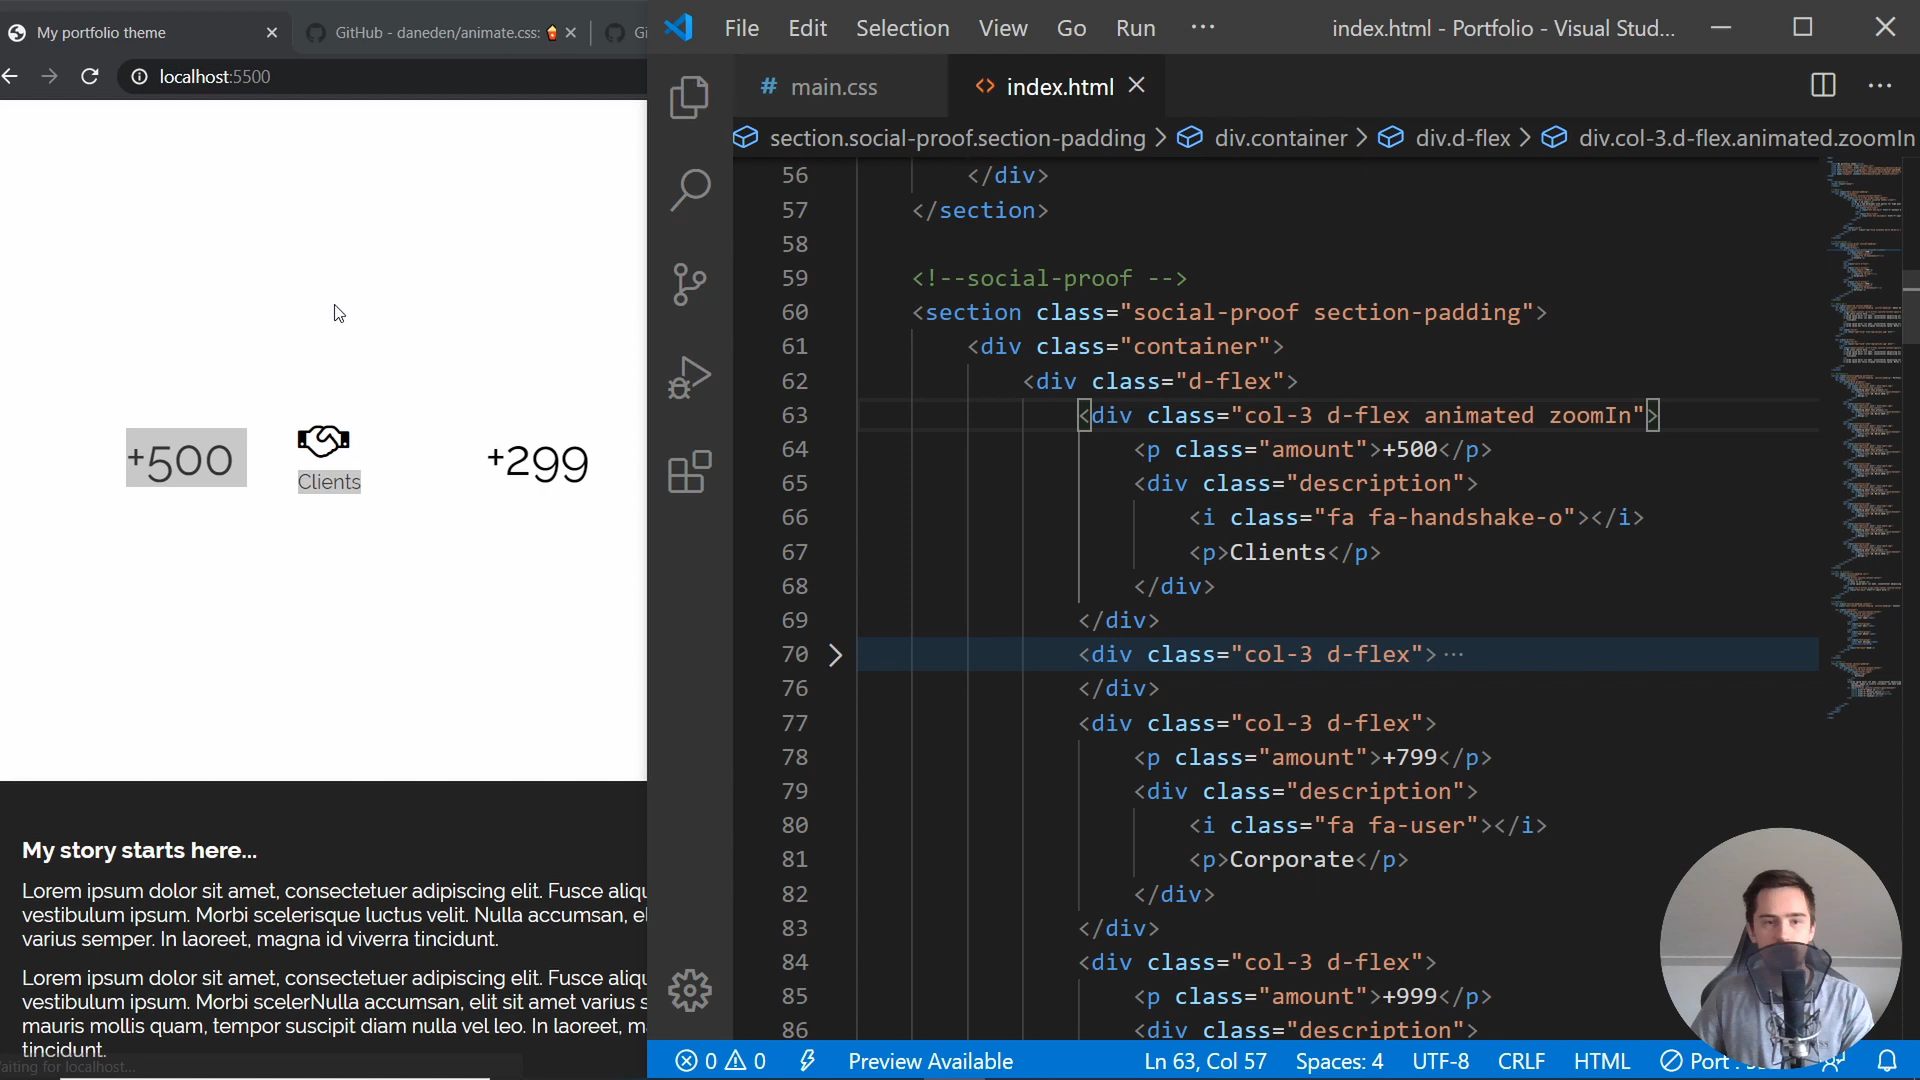 My portfolio theme
GitHub - daneden/animate.css:
localhost:5500
+500
Clients
+299
My story starts here...
Lorem ipsum dolor sit amet, consectetuer adipiscing elit. Fusce aliqu
vestibulum ipsum. Morbi scelerisque luctus velit. Nulla accumsan, el
varius semper. In laoreet, magna id viverra tincidunt.
Lorem ipsum dolor sit amet, consectetuer adipiscing elit. Fusce aliqu
vestibulum ipsum. Morbi scelerNulla accumsan, elit sit amet varius s
mauris mollis quam, tempor suscipit diam nulla vel leo. In laoreet, m
tincidunt.
aiting for localhost...
File Edit Selection View Go Run ···
index.html - Portfolio - Visual Stud...
# main.css
<> index.html
section.social-proof.section-padding > div.container > div.d-flex > div.col-3.d-flex.animated.zoomIn
56 </div>
57 </section>
58
59 <!--social-proof -->
60 <section class="social-proof section-padding">
61 <div class="container">
62 <div class="d-flex">
63 <div class="col-3 d-flex animated zoomIn">
64 <p class="amount">+500</p>
65 <div class="description">
66 <i class="fa fa-handshake-o"></i>
67 <p>Clients</p>
68 </div>
69 </div>
70 <div class="col-3 d-flex">···
76 </div>
77 <div class="col-3 d-flex">
78 <p class="amount">+799</p>
79 <div class="description">
80 <i class="fa fa-user"></i>
81 <p>Corporate</p>
82 </div>
83 </div>
84 <div class="col-3 d-flex">
85 <p class="amount">+999</p>
86 <div class="description">
0 0 Preview Available Ln 63, Col 57 Spaces: 4 UTF-8 CRLF HTML Port